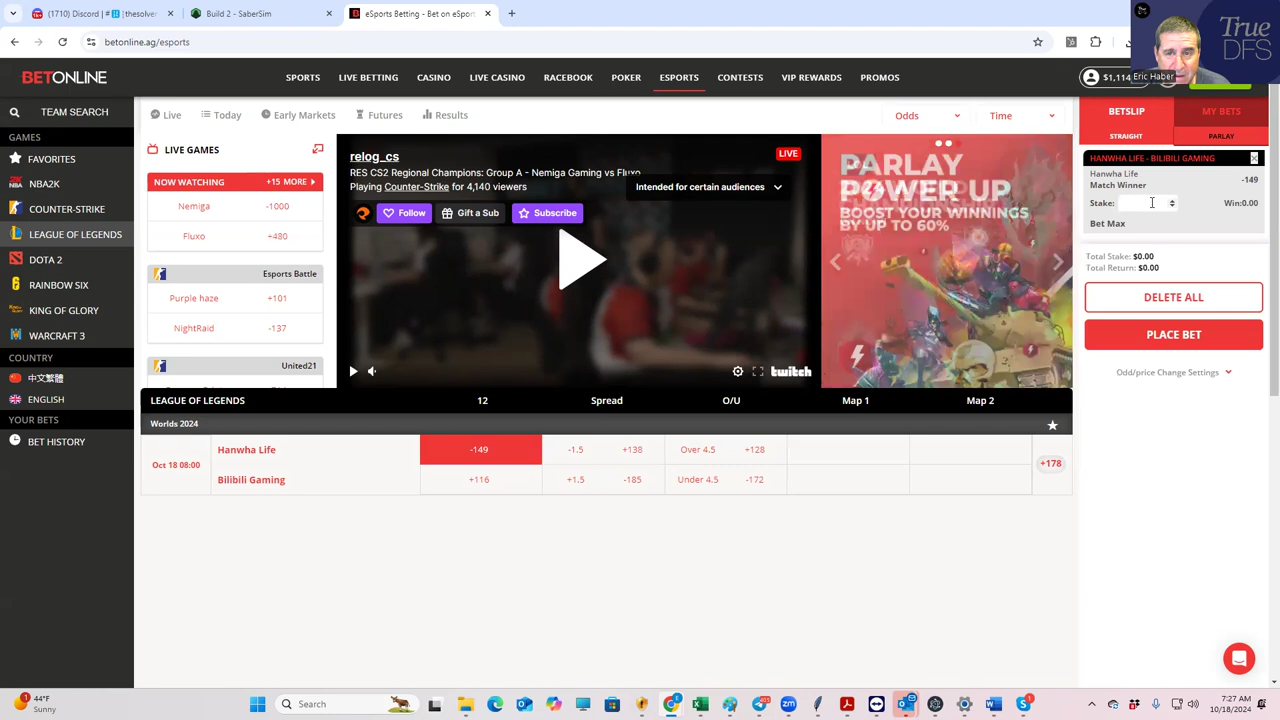 (1710) Discord | # | thesolver
Build 2 - SaberSim
eSports Betting - Bet on eSport
betonline.ag/esports
True
DFS
Eric Haber
BETONLINE
SPORTS
LIVE BETTING
CASINO
LIVE CASINO
RACEBOOK
POKER
ESPORTS
CONTESTS
VIP REWARDS
PROMOS
$1,114
TEAM SEARCH
GAMES
FAVORITES
NBA2K
COUNTER-STRIKE
LEAGUE OF LEGENDS
DOTA 2
RAINBOW SIX
KING OF GLORY
WARCRAFT 3
COUNTRY
中文繁體
ENGLISH
YOUR BETS
BET HISTORY
Live
Today
Early Markets
Futures
Results
Odds
Time
LIVE GAMES
NOW WATCHING +15 MORE
Nemiga -1000
Fluxo +480
Esports Battle
Purple haze +101
NightRaid -137
United21
relog_cs
LIVE
RES CS2 Regional Champions - Group A - Nemiga Gaming vs Fluxo
Playing Counter-Strike for 4,140 viewers
Intended for certain audiences
Follow
Gift a Sub
Subscribe
twitch
PARLAY
POWER UP
BOOST YOUR WINNINGS
BY UP TO 60%
LEAGUE OF LEGENDS 12 Spread O/U Map 1 Map 2
Worlds 2024
Oct 18 08:00
Hanwha Life -149 -1.5 +138 Over 4.5 +128
Bilibili Gaming +116 +1.5 -185 Under 4.5 -172
+178
BETSLIP
MY BETS
STRAIGHT
PARLAY
HANWHA LIFE - BILIBILI GAMING
Hanwha Life
Match Winner
-149
Stake:
Win:0.00
Bet Max
Total Stake: $0.00
Total Return: $0.00
DELETE ALL
PLACE BET
Odd/price Change Settings
44°F
Sunny
Search
7:27 AM
10/18/2024